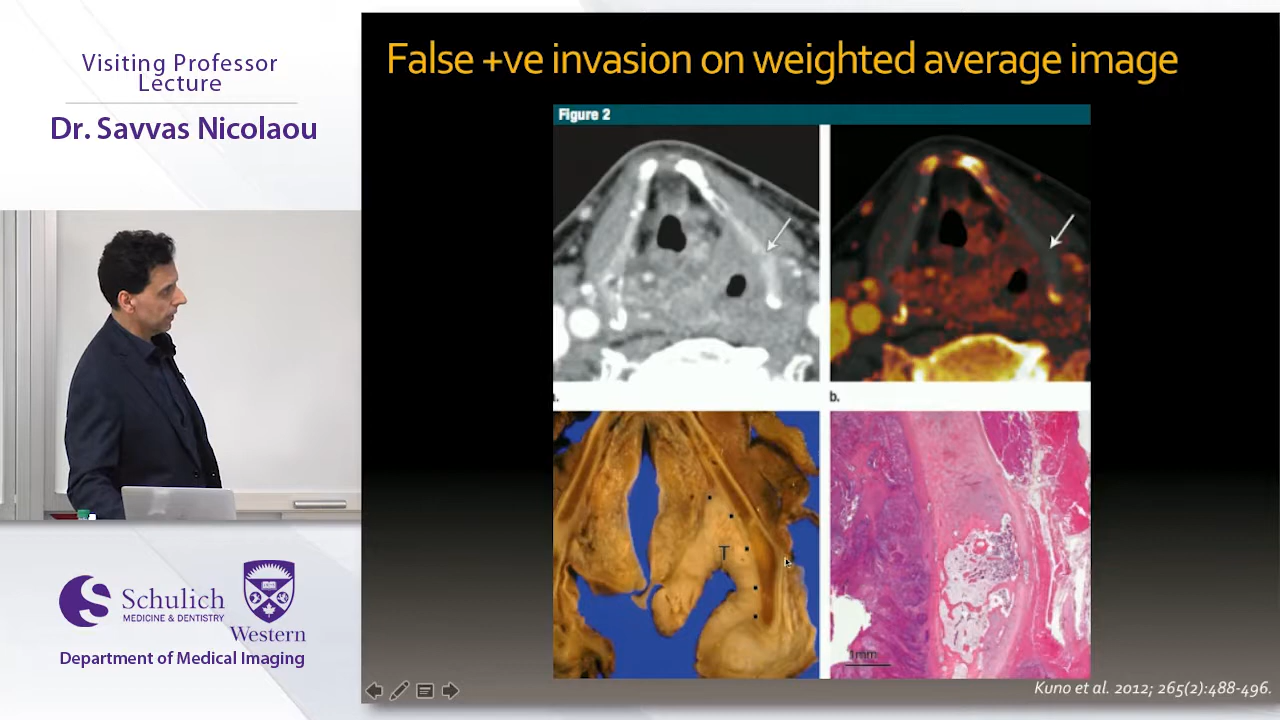 Visiting Professor
Lecture
Dr. Savvas Nicolaou
False +ve invasion on weighted average image
Figure 2
b.
T
1mm
Schulich
MEDICINE & DENTISTRY
Western
Department of Medical Imaging
Kuno et al. 2012; 265(2):488-496.